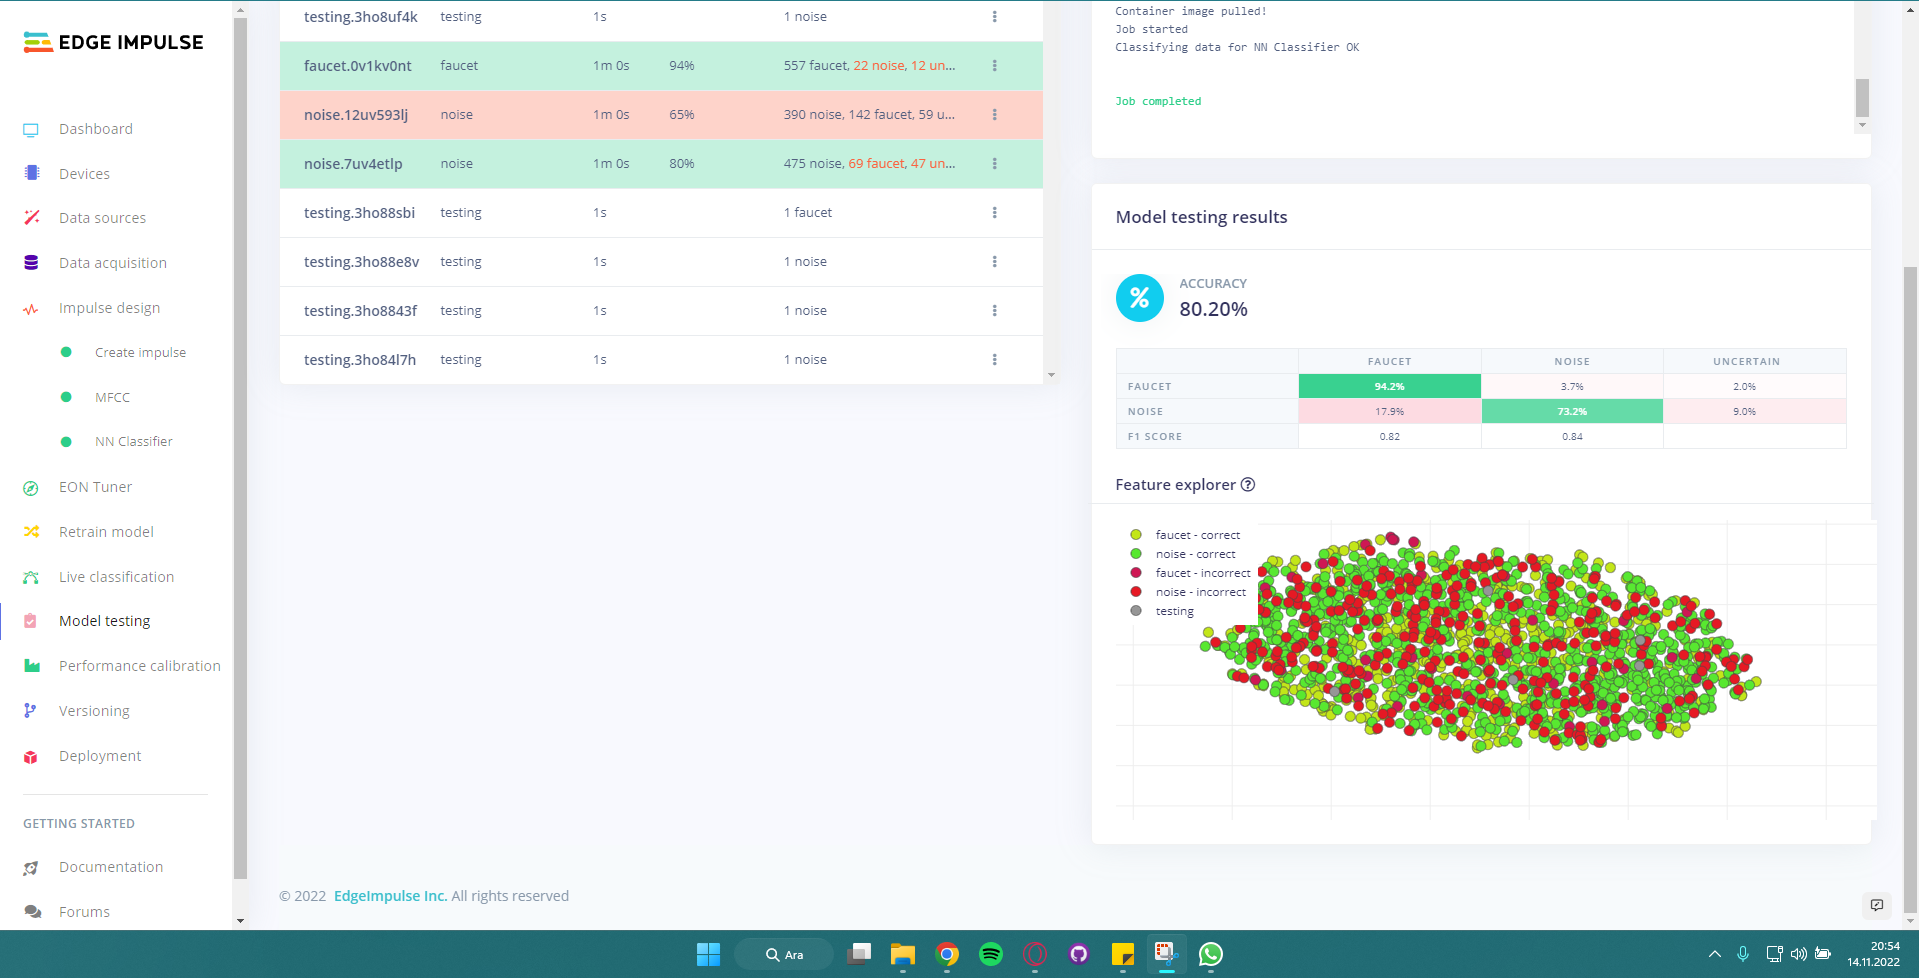 EDGE IMPULSE
Dashboard
Devices
Data sources
Data acquisition
Impulse design
Create impulse
MFCC
NN Classifier
EON Tuner
Retrain model
Live classification
Model testing
Performance calibration
Versioning
Deployment
GETTING STARTED
Documentation
Forums
testing.3ho8uf4k testing 1s 1 noise
faucet.0v1kv0nt faucet 1m 0s 94% 557 faucet, 22 noise, 12 un...
noise.12uv593lj noise 1m 0s 65% 390 noise, 142 faucet, 59 u...
noise.7uv4etlp noise 1m 0s 80% 475 noise, 69 faucet, 47 un...
testing.3ho88sbi testing 1s 1 faucet
testing.3ho88e8v testing 1s 1 noise
testing.3ho8843f testing 1s 1 noise
testing.3ho84l7h testing 1s 1 noise
Container image pulled!
Job started
Classifying data for NN Classifier OK
Job completed
Model testing results
%
ACCURACY
80.20%
FAUCET NOISE UNCERTAIN
FAUCET 94.2% 3.7% 2.0%
NOISE 17.9% 73.2% 9.0%
F1 SCORE 0.82 0.84
Feature explorer ?
faucet - correct
noise - correct
faucet - incorrect
noise - incorrect
testing
© 2022 EdgeImpulse Inc. All rights reserved
Ara
20:54
14.11.2022